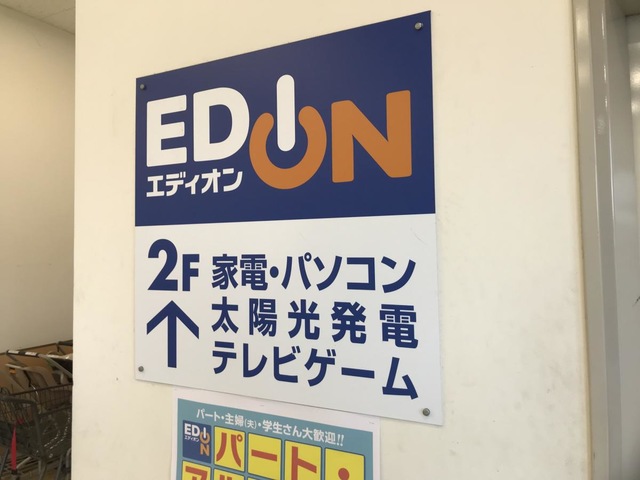 EDION
エディオン
2F 家電・パソコン
↑ 太陽光発電
テレビゲーム
パート・主婦(夫)・学生さん大歓迎!!
EDION
エディオン
パート・